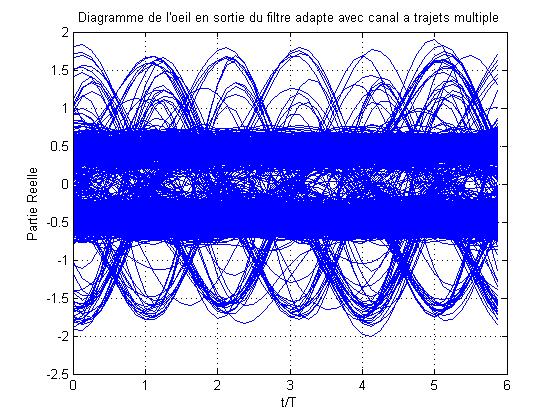 Diagramme de l'oeil en sortie du filtre adapte avec canal a trajets multiple
2
1.5
1
0.5
0
-0.5
-1
-1.5
-2
-2.5
Partie Reelle
0 1 2 3 4 5 6
t/T